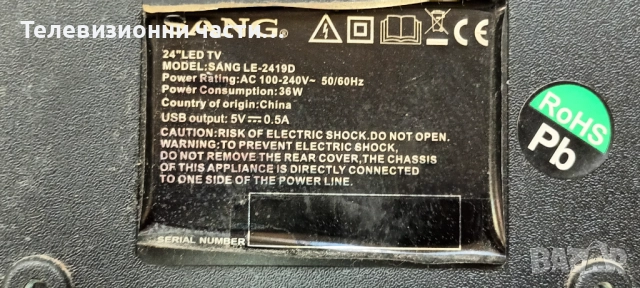 Телевизионни части
SANG®
24"LED TV
MODEL:SANG LE-2419D
Power Rating:AC 100-240V~ 50/60Hz
Power Consumption:36W
Country of origin:China
USB output: 5V⎓0.5A
CAUTION:RISK OF ELECTRIC SHOCK.DO NOT OPEN.
WARNING:TO PREVENT ELECTRIC SHOCK,
DO NOT REMOVE THE REAR COVER,THE CHASSIS
OF THIS APPLIANCE IS DIRECTLY CONNECTED
TO ONE SIDE OF THE POWER LINE.
SERIAL NUMBER
RoHS
Pb
bazar